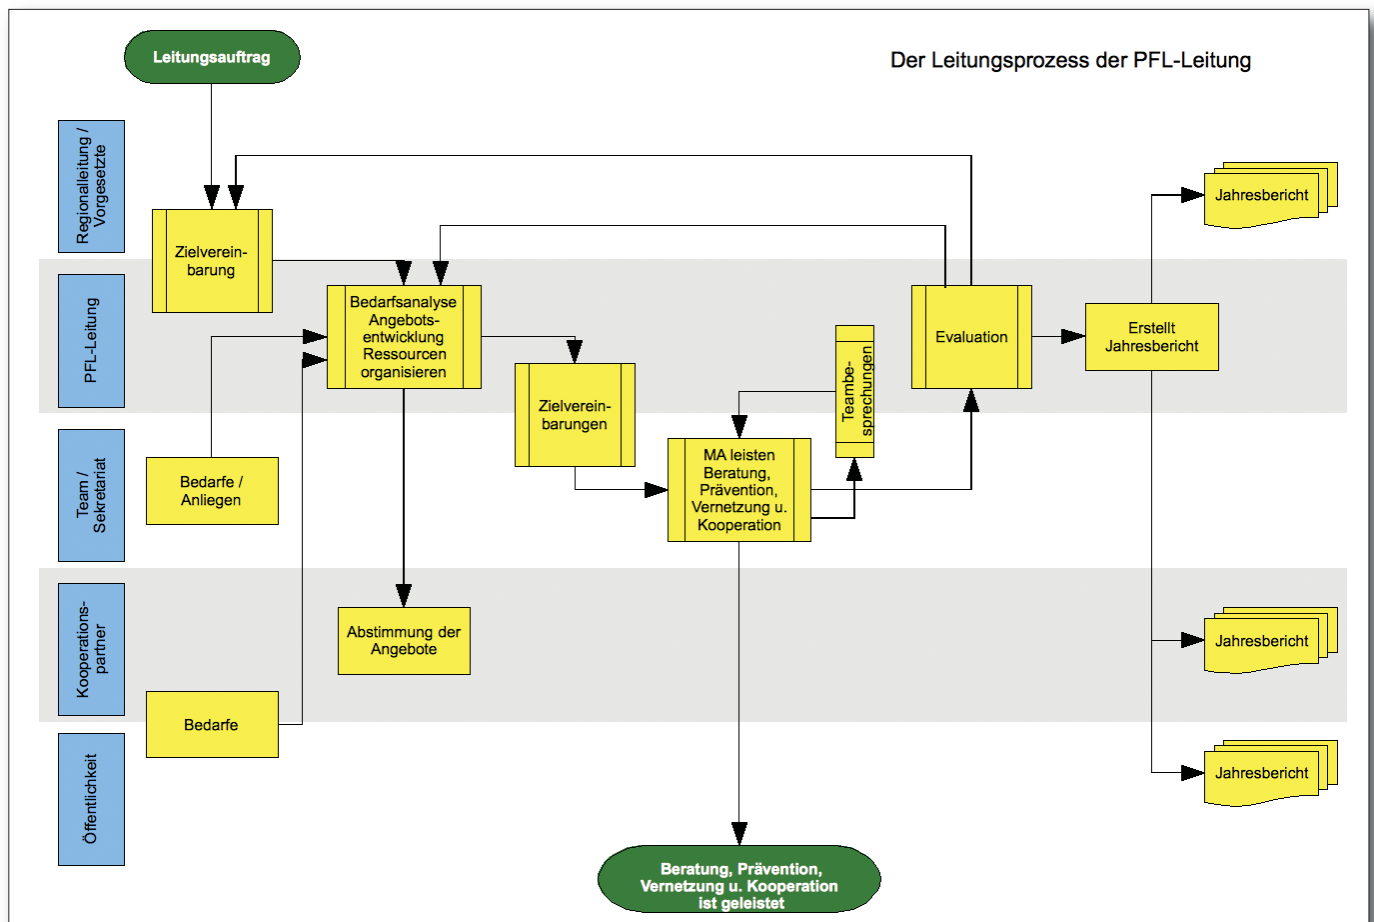 Leitungsauftrag
Der Leitungsprozess der PFL-Leitung
Regionalleitung /
Vorgesetzte
Jahresbericht
Zielverein-
barung
PFL-Leitung
Bedarfsanalyse
Angebots-
entwicklung
Ressourcen
organisieren
Evaluation
Erstellt
Jahresbericht
Teambe-
sprechungen
Zielverein-
barungen
Team /
Sekretariat
Bedarfe /
Anliegen
MA leisten
Beratung,
Prävention,
Vernetzung u.
Kooperation
Kooperations-
partner
Abstimmung der
Angebote
Jahresbericht
Bedarfe
Öffentlichkeit
Jahresbericht
Beratung, Prävention,
Vernetzung u. Kooperation
ist geleistet